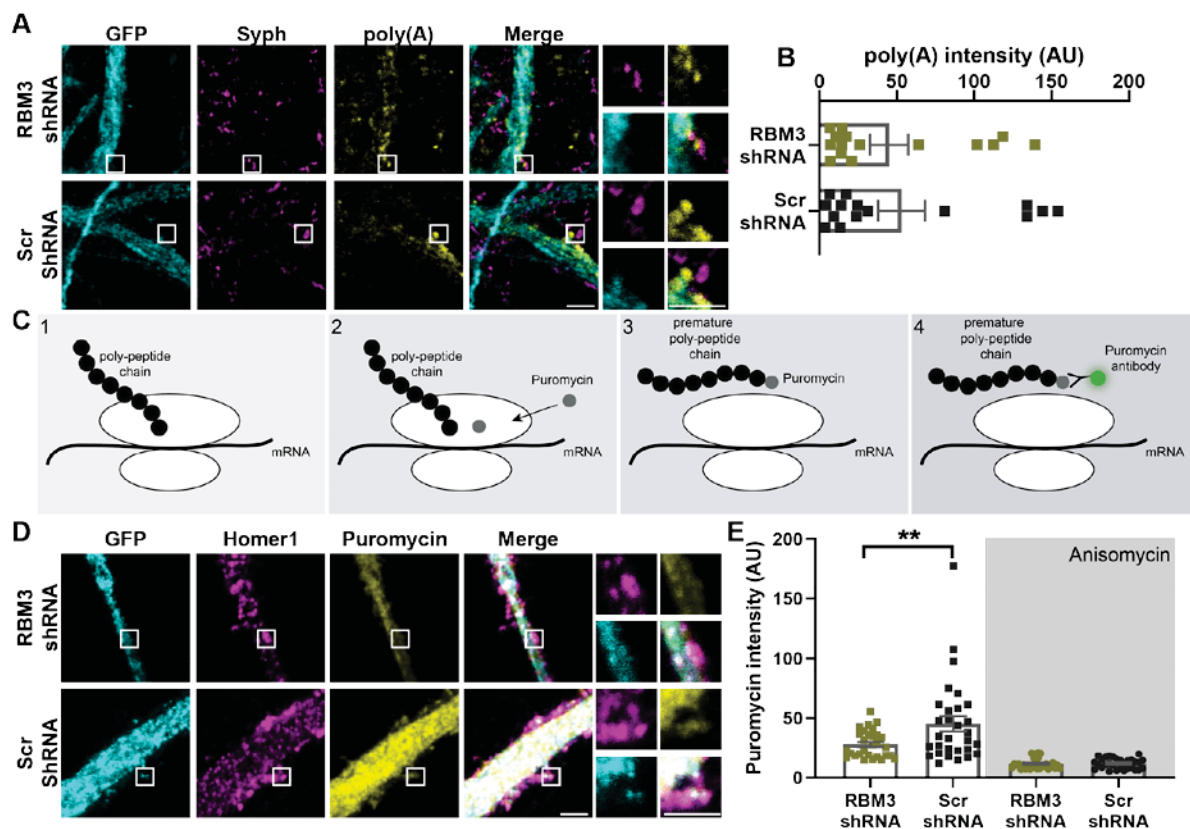 A
GFP
Syph
poly(A)
Merge
RBM3
shRNA
Scr
ShRNA
B
poly(A) intensity (AU)
0
50
100
150
200
RBM3
shRNA
Scr
shRNA
C
1
poly-peptide
chain
mRNA
2
poly-peptide
chain
Puromycin
mRNA
3
premature
poly-peptide
chain
Puromycin
mRNA
4
premature
poly-peptide
chain
Puromycin
antibody
mRNA
D
GFP
Homer1
Puromycin
Merge
RBM3
shRNA
Scr
ShRNA
E
Puromycin intensity (AU)
200
150
100
50
0
**
Anisomycin
RBM3
shRNA
Scr
shRNA
RBM3
shRNA
Scr
shRNA